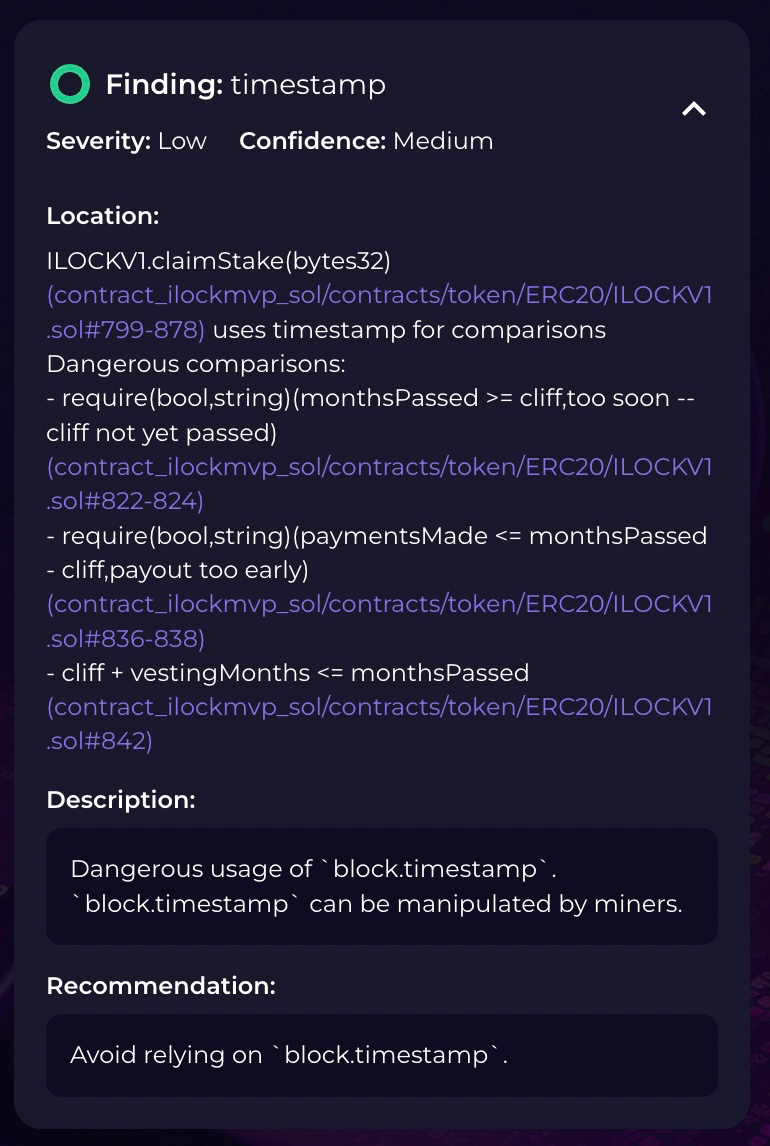 Finding: timestamp
Severity: Low Confidence: Medium
Location:
ILOCKV1.claimStake(bytes32)
(contract_ilockmvp_sol/contracts/token/ERC20/ILOCKV1
.sol#799-878) uses timestamp for comparisons
Dangerous comparisons:
- require(bool,string)(monthsPassed >= cliff,too soon --
cliff not yet passed)
(contract_ilockmvp_sol/contracts/token/ERC20/ILOCKV1
.sol#822-824)
- require(bool,string)(paymentsMade <= monthsPassed
- cliff,payout too early)
(contract_ilockmvp_sol/contracts/token/ERC20/ILOCKV1
.sol#836-838)
- cliff + vestingMonths <= monthsPassed
(contract_ilockmvp_sol/contracts/token/ERC20/ILOCKV1
.sol#842)
Description:
Dangerous usage of `block.timestamp`.
`block.timestamp` can be manipulated by miners.
Recommendation:
Avoid relying on `block.timestamp`.